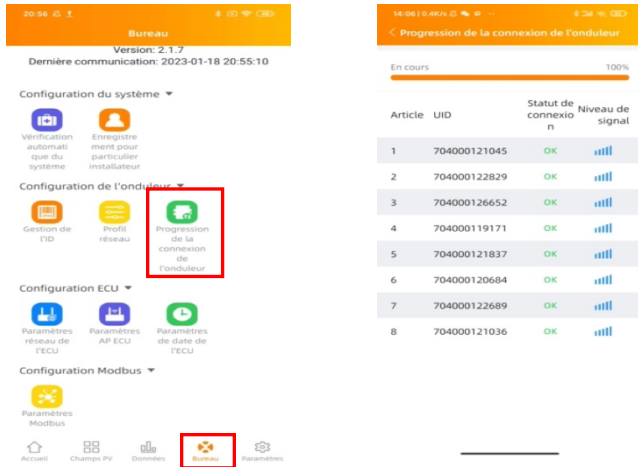 20:56
Bureau
Version: 2.1.7
Dernière communication: 2023-01-18 20:55:10
Configuration du système
Vérification
automati
que du
système
Enregistre
ment pour
particulier
installateur
Configuration de l'onduleur
Gestion de
l'ID
Profil
réseau
Progression
de la
connexion
de
l'onduleur
Configuration ECU
Paramètres
réseau de
l'ECU
Paramètres
AP ECU
Paramètres
de date de
l'ECU
Configuration Modbus
Paramètres
Modbus
Accueil Champs PV Données Bureau Paramètres
14:06 | 0.4K/s
Progression de la connexion de l'onduleur
En cours 100%
Article UID Statut de connexio n Niveau de signal
1 704000121045 OK
2 704000122829 OK
3 704000126652 OK
4 704000119171 OK
5 704000121837 OK
6 704000120684 OK
7 704000122689 OK
8 704000121036 OK